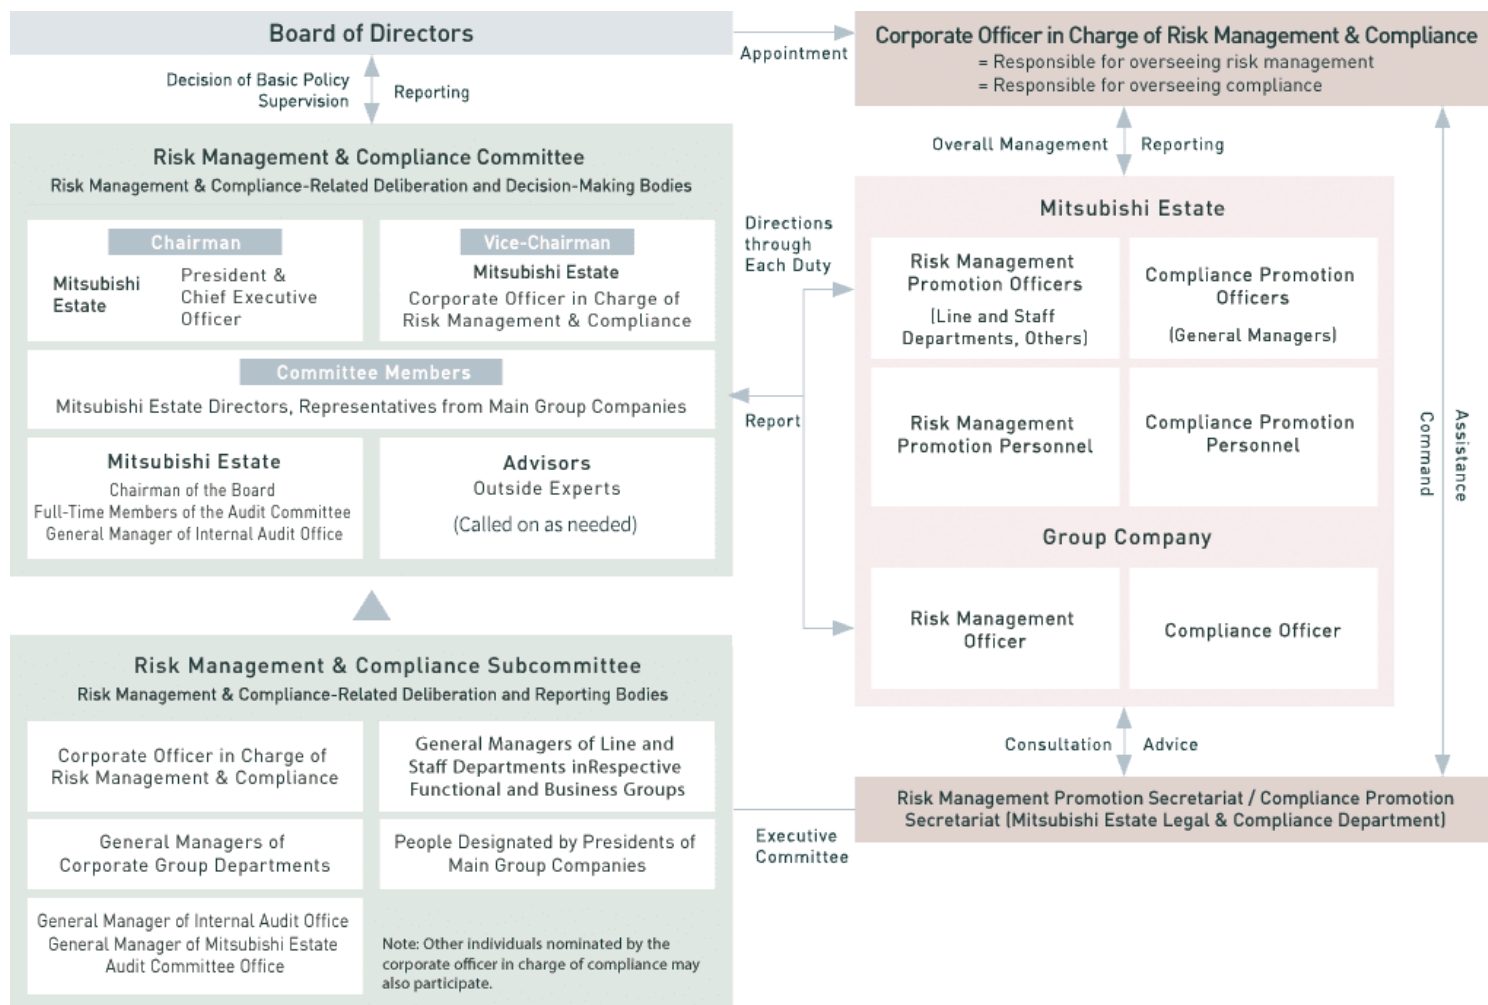 Board of Directors
Appointment
Corporate Officer in Charge of Risk Management & Compliance
= Responsible for overseeing risk management
= Responsible for overseeing compliance
Decision of Basic Policy
Supervision
Reporting
Overall Management
Reporting
Risk Management & Compliance Committee
Risk Management & Compliance-Related Deliberation and Decision-Making Bodies
Chairman
Mitsubishi
Estate
President &
Chief Executive
Officer
Vice-Chairman
Mitsubishi Estate
Corporate Officer in Charge of
Risk Management & Compliance
Committee Members
Mitsubishi Estate Directors, Representatives from Main Group Companies
Mitsubishi Estate
Chairman of the Board
Full-Time Members of the Audit Committee
General Manager of Internal Audit Office
Advisors
Outside Experts
(Called on as needed)
Directions
through
Each Duty
Report
Mitsubishi Estate
Risk Management
Promotion Officers
(Line and Staff
Departments, Others)
Compliance Promotion
Officers
(General Managers)
Risk Management
Promotion Personnel
Compliance Promotion
Personnel
Group Company
Risk Management
Officer
Compliance Officer
Command
Assistance
Risk Management & Compliance Subcommittee
Risk Management & Compliance-Related Deliberation and Reporting Bodies
Corporate Officer in Charge of
Risk Management & Compliance
General Managers of Line and
Staff Departments inRespective
Functional and Business Groups
General Managers of
Corporate Group Departments
People Designated by Presidents of
Main Group Companies
General Manager of Internal Audit Office
General Manager of Mitsubishi Estate
Audit Committee Office
Note: Other individuals nominated by the
corporate officer in charge of compliance may
also participate.
Consultation
Advice
Executive
Committee
Risk Management Promotion Secretariat / Compliance Promotion
Secretariat (Mitsubishi Estate Legal & Compliance Department)